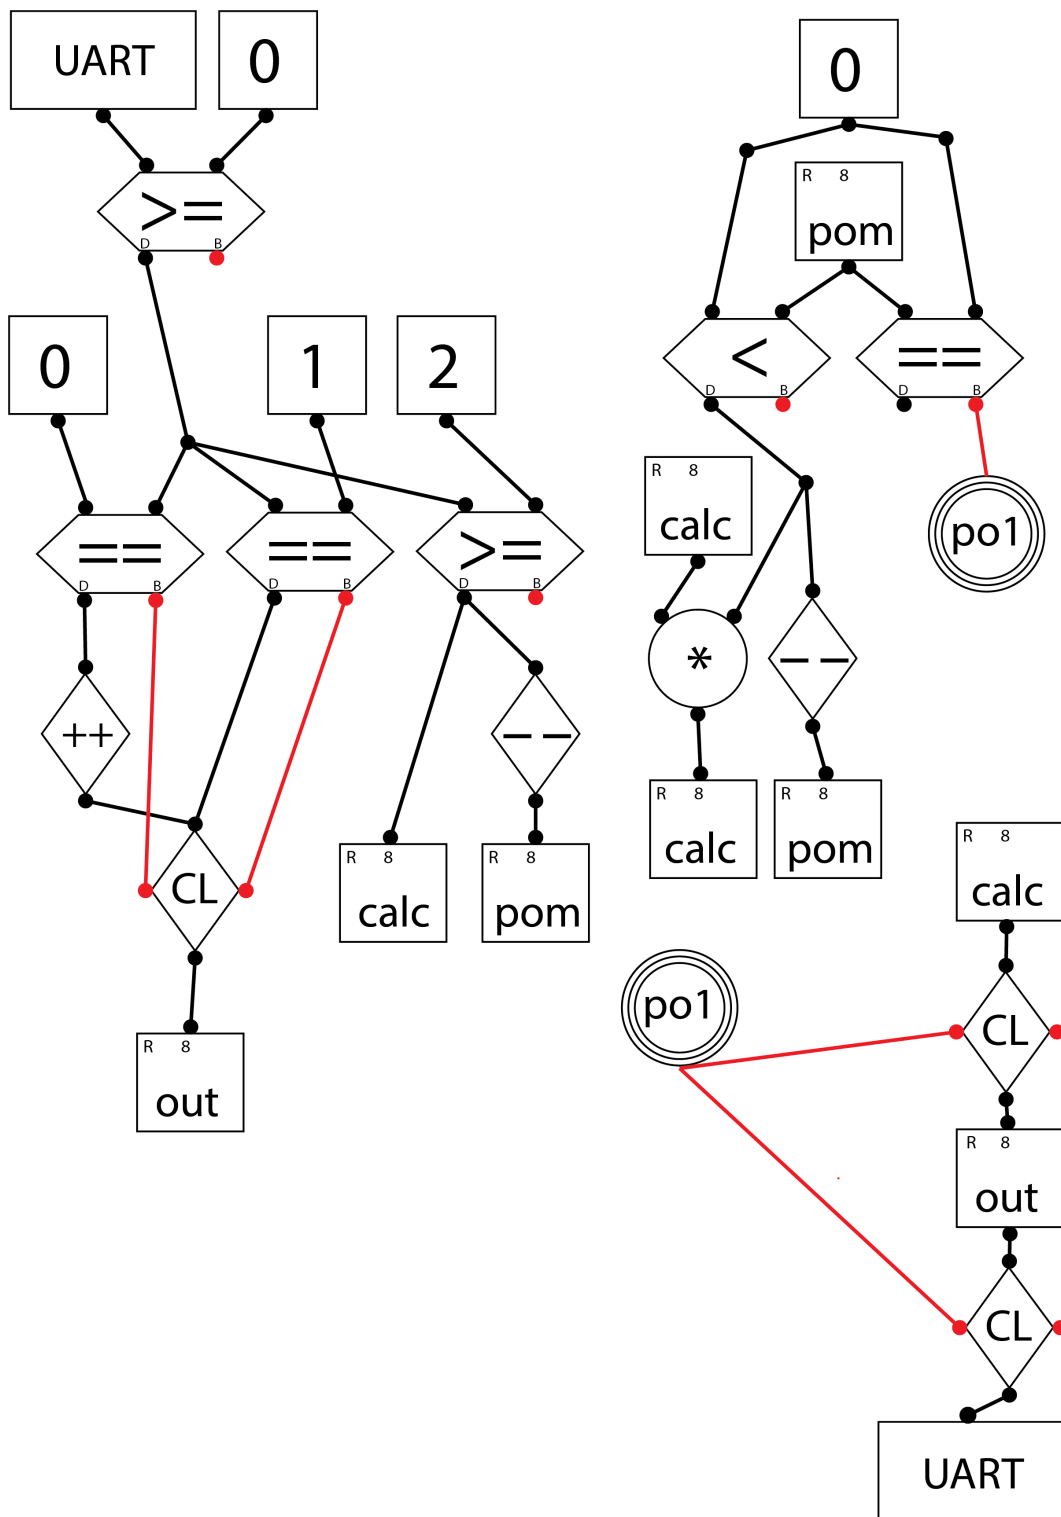 UART
0
>=
D
B
0
1
2
==
D
B
==
D
B
>=
D
B
++
− −
CL
R 8
calc
R 8
pom
R 8
out
0
R 8
pom
<
D
B
==
D
B
R 8
calc
po1
*
− −
R 8
calc
R 8
pom
R 8
calc
po1
CL
R 8
out
CL
UART